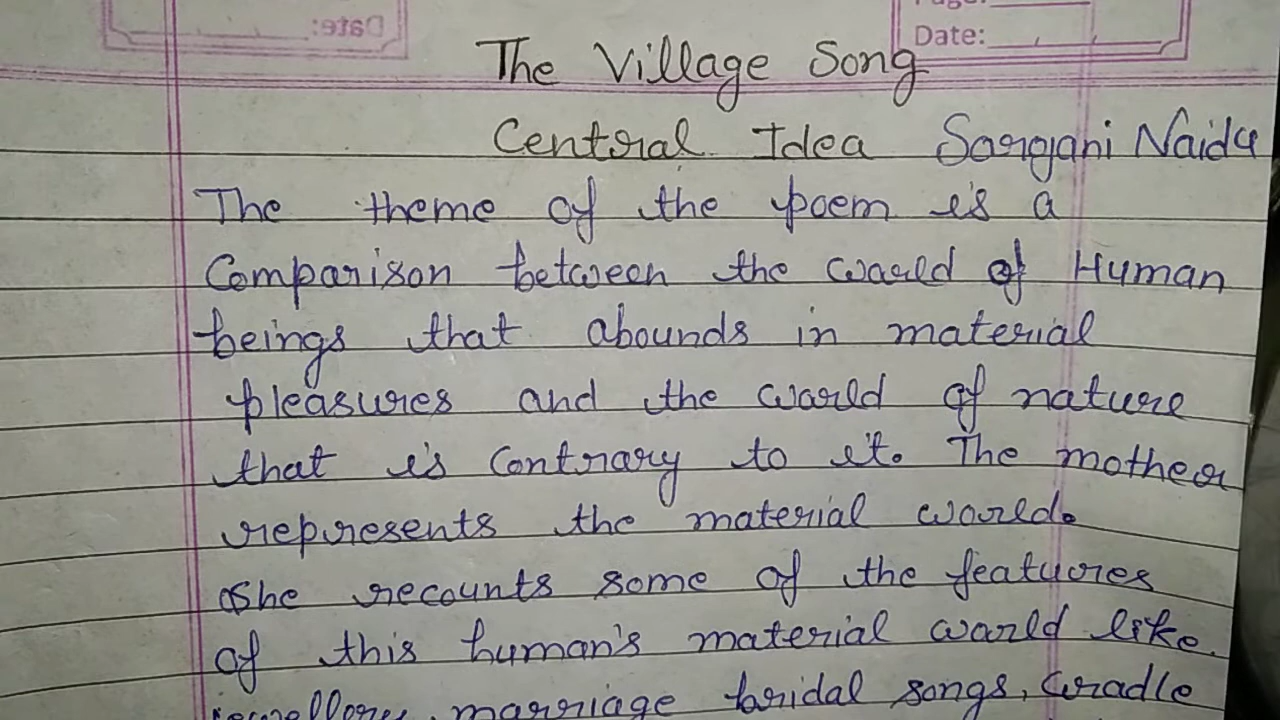 Page:
Date:
The Village Song
Central Idea Sarojani Naidu
The theme of the poem is a
Comparison between the world of Human
beings that abounds in material
pleasures and the world of nature
that is Contrary to it. The mother
represents the material world.
She recounts some of the features
of this human's material world like
jewellery, marriage bridal songs, cradle